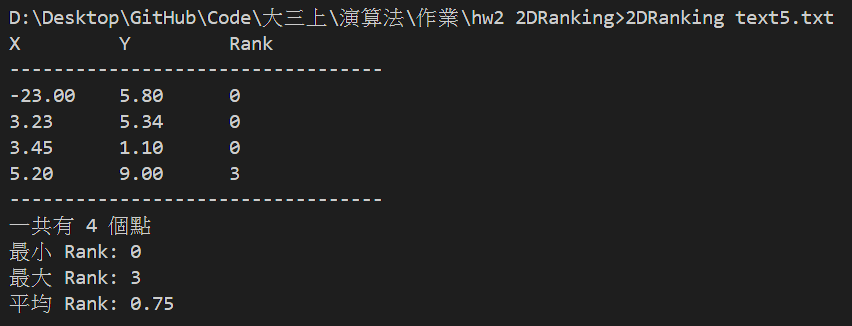 D:\Desktop\GitHub\Code\大三上\演算法\作業\hw2 2DRanking>2DRanking text5.txt
X Y Rank
----------------------------------
-23.00 5.80 0
3.23 5.34 0
3.45 1.10 0
5.20 9.00 3
----------------------------------
一共有 4 個點
最小 Rank: 0
最大 Rank: 3
平均 Rank: 0.75